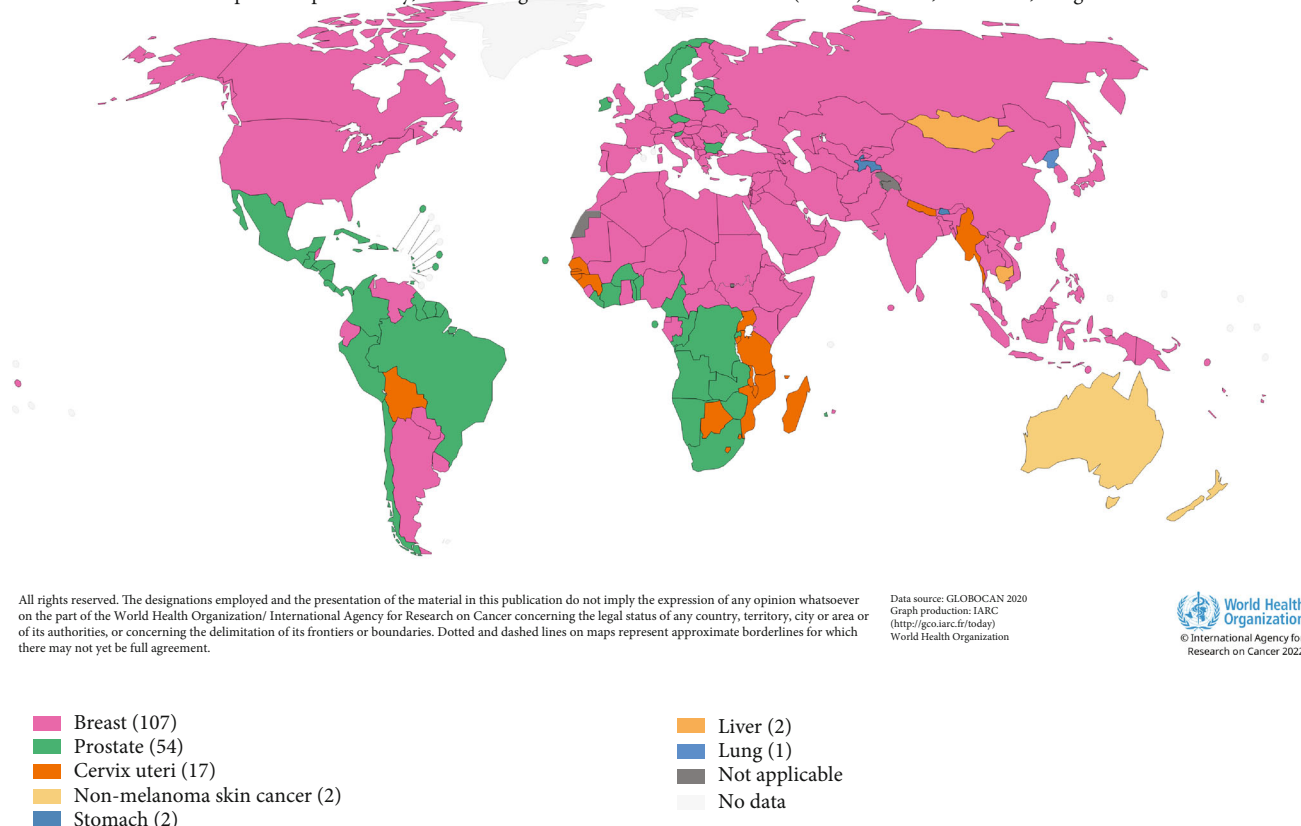 All rights reserved. The designations employed and the presentation of the material in this publication do not imply the expression of any opinion whatsoever
on the part of the World Health Organization/ International Agency for Research on Cancer concerning the legal status of any country, territory, city or area or
of its authorities, or concerning the delimitation of its frontiers or boundaries. Dotted and dashed lines on maps represent approximate borderlines for which
there may not yet be full agreement.
Data source: GLOBOCAN 2020
Graph production: IARC
(http://gco.iarc.fr/today)
World Health Organization
World Health
Organization
© International Agency for
Research on Cancer 2022
Breast (107)
Prostate (54)
Cervix uteri (17)
Non-melanoma skin cancer (2)
Stomach (2)
Liver (2)
Lung (1)
Not applicable
No data